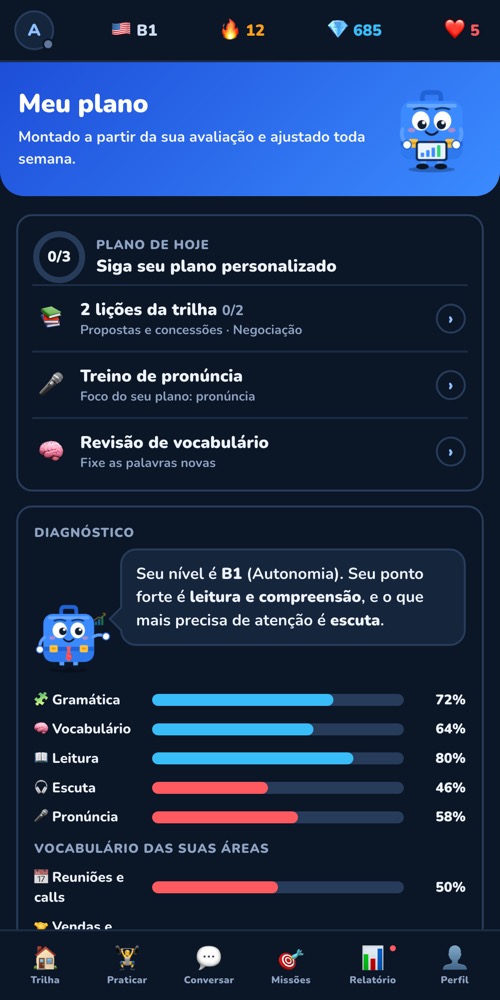 A
B1
12
685
5
Meu plano
Montado a partir da sua avaliação e ajustado toda
semana.
0/3
PLANO DE HOJE
Siga seu plano personalizado
2 lições da trilha 0/2
Propostas e concessões · Negociação
›
Treino de pronúncia
Foco do seu plano: pronúncia
›
Revisão de vocabulário
Fixe as palavras novas
›
DIAGNÓSTICO
Seu nível é B1 (Autonomia). Seu ponto
forte é leitura e compreensão, e o que
mais precisa de atenção é escuta.
Gramática 72%
Vocabulário 64%
Leitura 80%
Escuta 46%
Pronúncia 58%
VOCABULÁRIO DAS SUAS ÁREAS
Reuniões e
calls
50%
Vendas e
Trilha
Praticar
Conversar
Missões
Relatório
Perfil